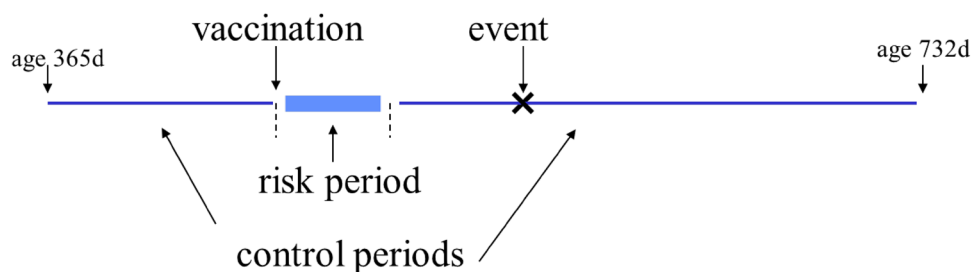 vaccination event
age 365d age 732d
risk period
control periods